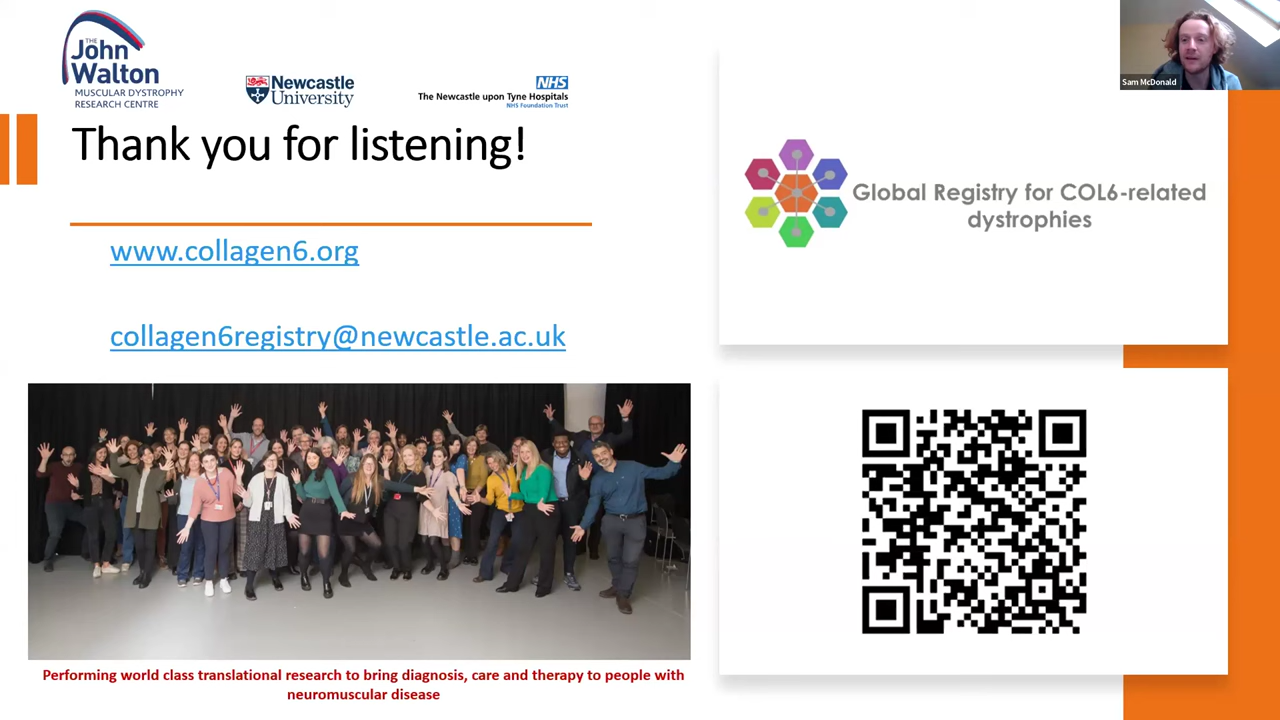 THE
John
Walton
MUSCULAR DYSTROPHY
RESEARCH CENTRE
Newcastle
University
NHS
The Newcastle upon Tyne Hospitals
NHS Foundation Trust
Thank you for listening!
www.collagen6.org
collagen6registry@newcastle.ac.uk
Performing world class translational research to bring diagnosis, care and therapy to people with
neuromuscular disease
Sam McDonald
Global Registry for COL6-related
dystrophies